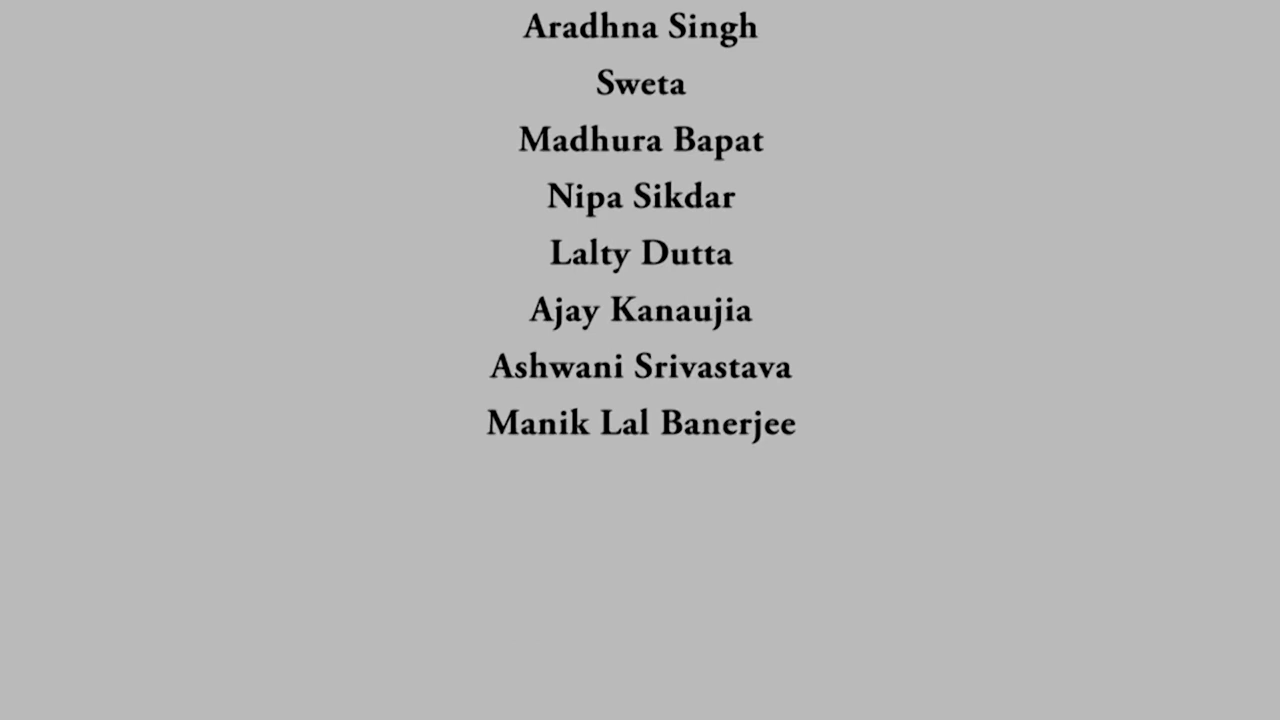 Aradhna Singh
Sweta
Madhura Bapat
Nipa Sikdar
Lalty Dutta
Ajay Kanaujia
Ashwani Srivastava
Manik Lal Banerjee